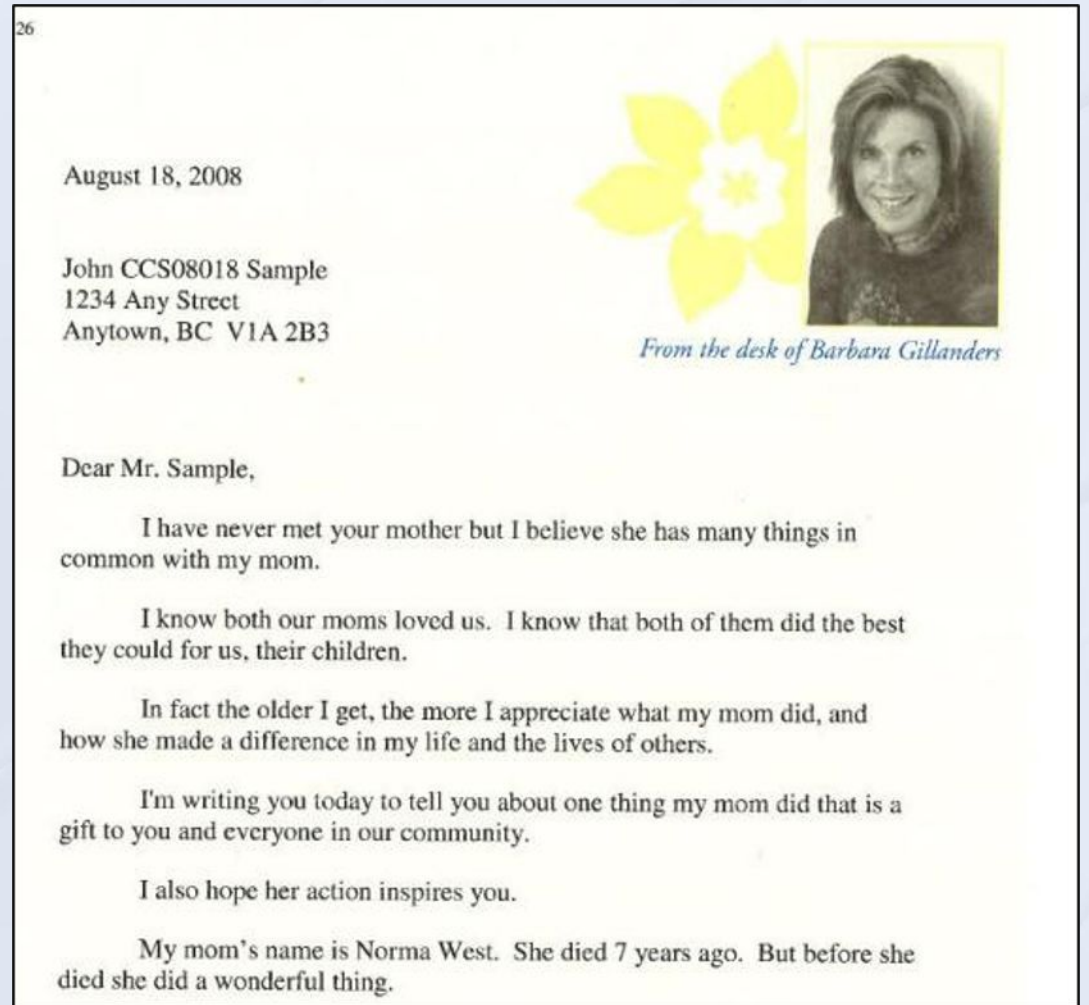 26
August 18, 2008
John CCS08018 Sample
1234 Any Street
Anytown, BC V1A 2B3
From the desk of Barbara Gillanders
Dear Mr. Sample,
I have never met your mother but I believe she has many things in
common with my mom.
I know both our moms loved us. I know that both of them did the best
they could for us, their children.
In fact the older I get, the more I appreciate what my mom did, and
how she made a difference in my life and the lives of others.
I'm writing you today to tell you about one thing my mom did that is a
gift to you and everyone in our community.
I also hope her action inspires you.
My mom's name is Norma West. She died 7 years ago. But before she
died she did a wonderful thing.